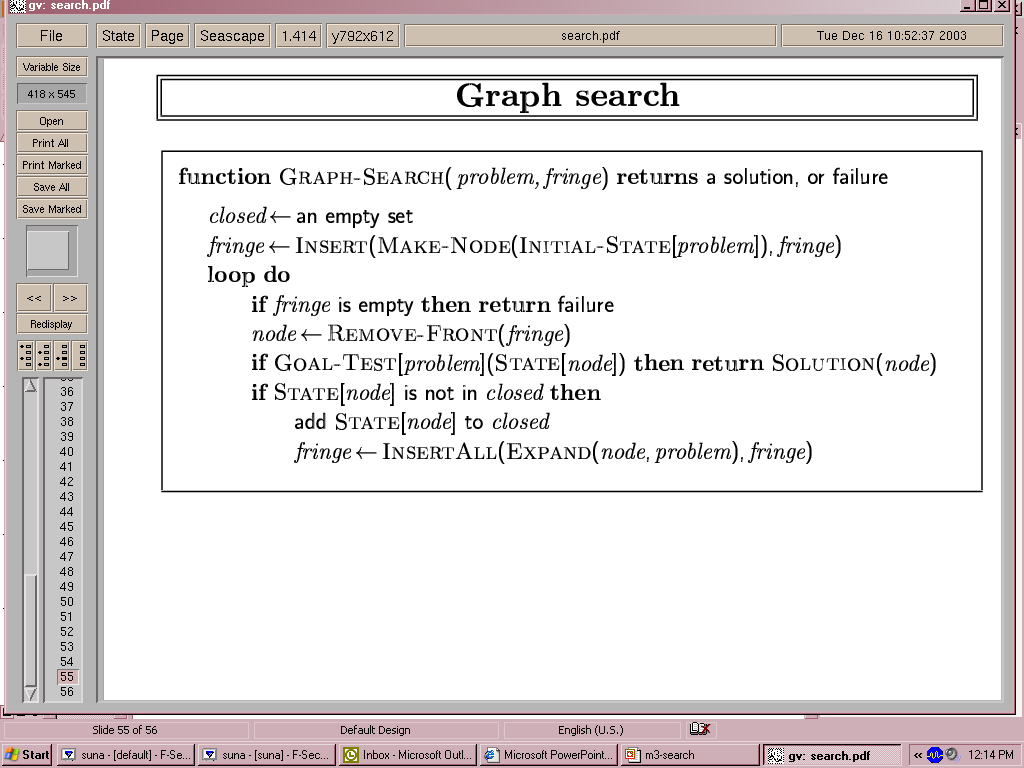 gv: search.pdf
File State Page Seascape 1.414 y792x612 search.pdf Tue Dec 16 10:52:37 2003
Variable Size
418 x 545
Open
Print All
Print Marked
Save All
Save Marked
<< >>
Redisplay
36
37
38
39
40
41
42
43
44
45
46
47
48
49
50
51
52
53
54
55
56
Graph search
function GRAPH-SEARCH( problem, fringe) returns a solution, or failure
closed ← an empty set
fringe ← INSERT(MAKE-NODE(INITIAL-STATE[problem]), fringe)
loop do
if fringe is empty then return failure
node ← REMOVE-FRONT(fringe)
if GOAL-TEST[problem](STATE[node]) then return SOLUTION(node)
if STATE[node] is not in closed then
add STATE[node] to closed
fringe ← INSERTALL(EXPAND(node, problem), fringe)
Slide 55 of 56 Default Design English (U.S.)
Start suna - [default] - F-Se... suna - [suna] - F-Sec... Inbox - Microsoft Outl... Microsoft PowerPoint... m3-search gv: search.pdf « 12:14 PM